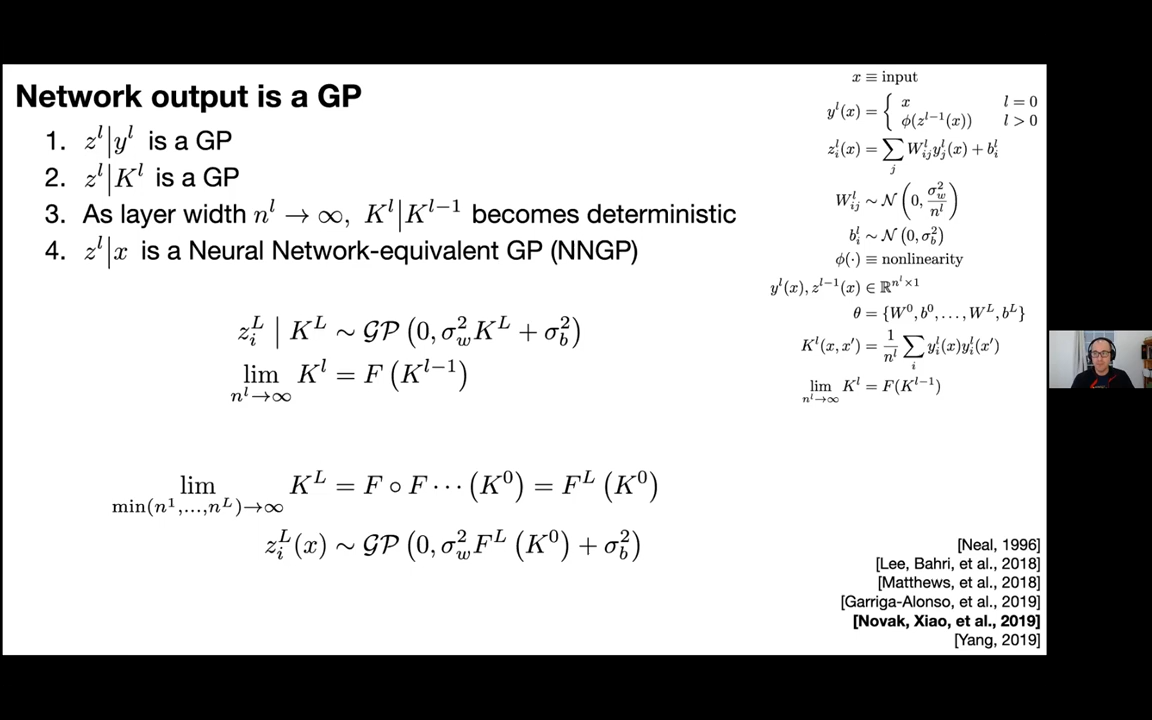 Network output is a GP
1. z^l|y^l is a GP
2. z^l|K^l is a GP
3. As layer width n^l → ∞, K^l|K^{l−1} becomes deterministic
4. z^l|x is a Neural Network-equivalent GP (NNGP)
z_i^L | K^L ∼ 𝒢𝒫 (0, σ_w^2 K^L + σ_b^2)
lim_{n^l→∞} K^l = F (K^{l−1})
lim_{min(n^1,...,n^L)→∞} K^L = F ∘ F ⋯ (K^0) = F^L (K^0)
z_i^L(x) ∼ 𝒢𝒫 (0, σ_w^2 F^L (K^0) + σ_b^2)
x ≡ input
y^l(x) = { x l = 0
ϕ(z^{l−1}(x)) l > 0
z_i^l(x) = ∑_j W_{ij}^l y_j^l(x) + b_i^l
W_{ij}^l ∼ 𝒩 (0, σ_w^2/n^l)
b_i^l ∼ 𝒩 (0, σ_b^2)
ϕ(·) ≡ nonlinearity
y^l(x), z^{l−1}(x) ∈ ℝ^{n^l×1}
θ = {W^0, b^0, . . . , W^L, b^L}
K^l(x, x′) = 1/n^l ∑_i y_i^l(x)y_i^l(x′)
lim_{n^l→∞} K^l = F(K^{l−1})
[Neal, 1996]
[Lee, Bahri, et al., 2018]
[Matthews, et al., 2018]
[Garriga-Alonso, et al., 2019]
[Novak, Xiao, et al., 2019]
[Yang, 2019]